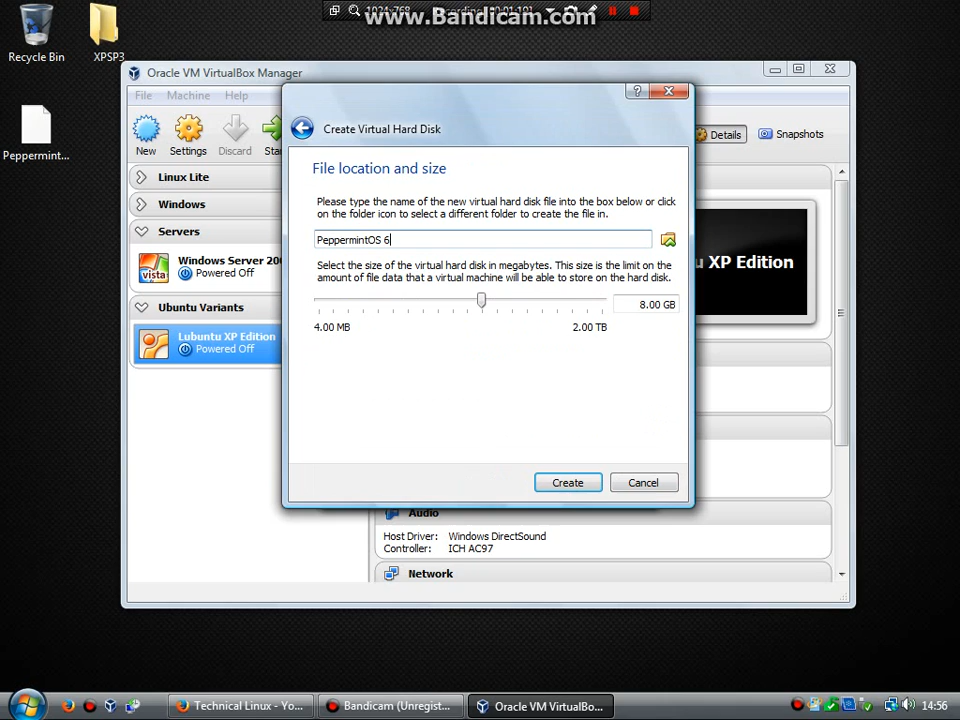 www.Bandicam.com
Recycle Bin
XPSP3
Peppermint...
Oracle VM VirtualBox Manager
File Machine Help
New Settings Discard
Details Snapshots
Linux Lite
Windows
Servers
Windows Server 200
Powered Off
Ubuntu Variants
Lubuntu XP Edition
Powered Off
XP Edition
Create Virtual Hard Disk
File location and size
Please type the name of the new virtual hard disk file into the box below or click
on the folder icon to select a different folder to create the file in.
PeppermintOS 6
Select the size of the virtual hard disk in megabytes. This size is the limit on the
amount of file data that a virtual machine will be able to store on the hard disk.
8.00 GB
4.00 MB 2.00 TB
Create Cancel
Audio
Host Driver: Windows DirectSound
Controller: ICH AC97
Network
Technical Linux - Yo... Bandicam (Unregist... Oracle VM VirtualBo... 14:56